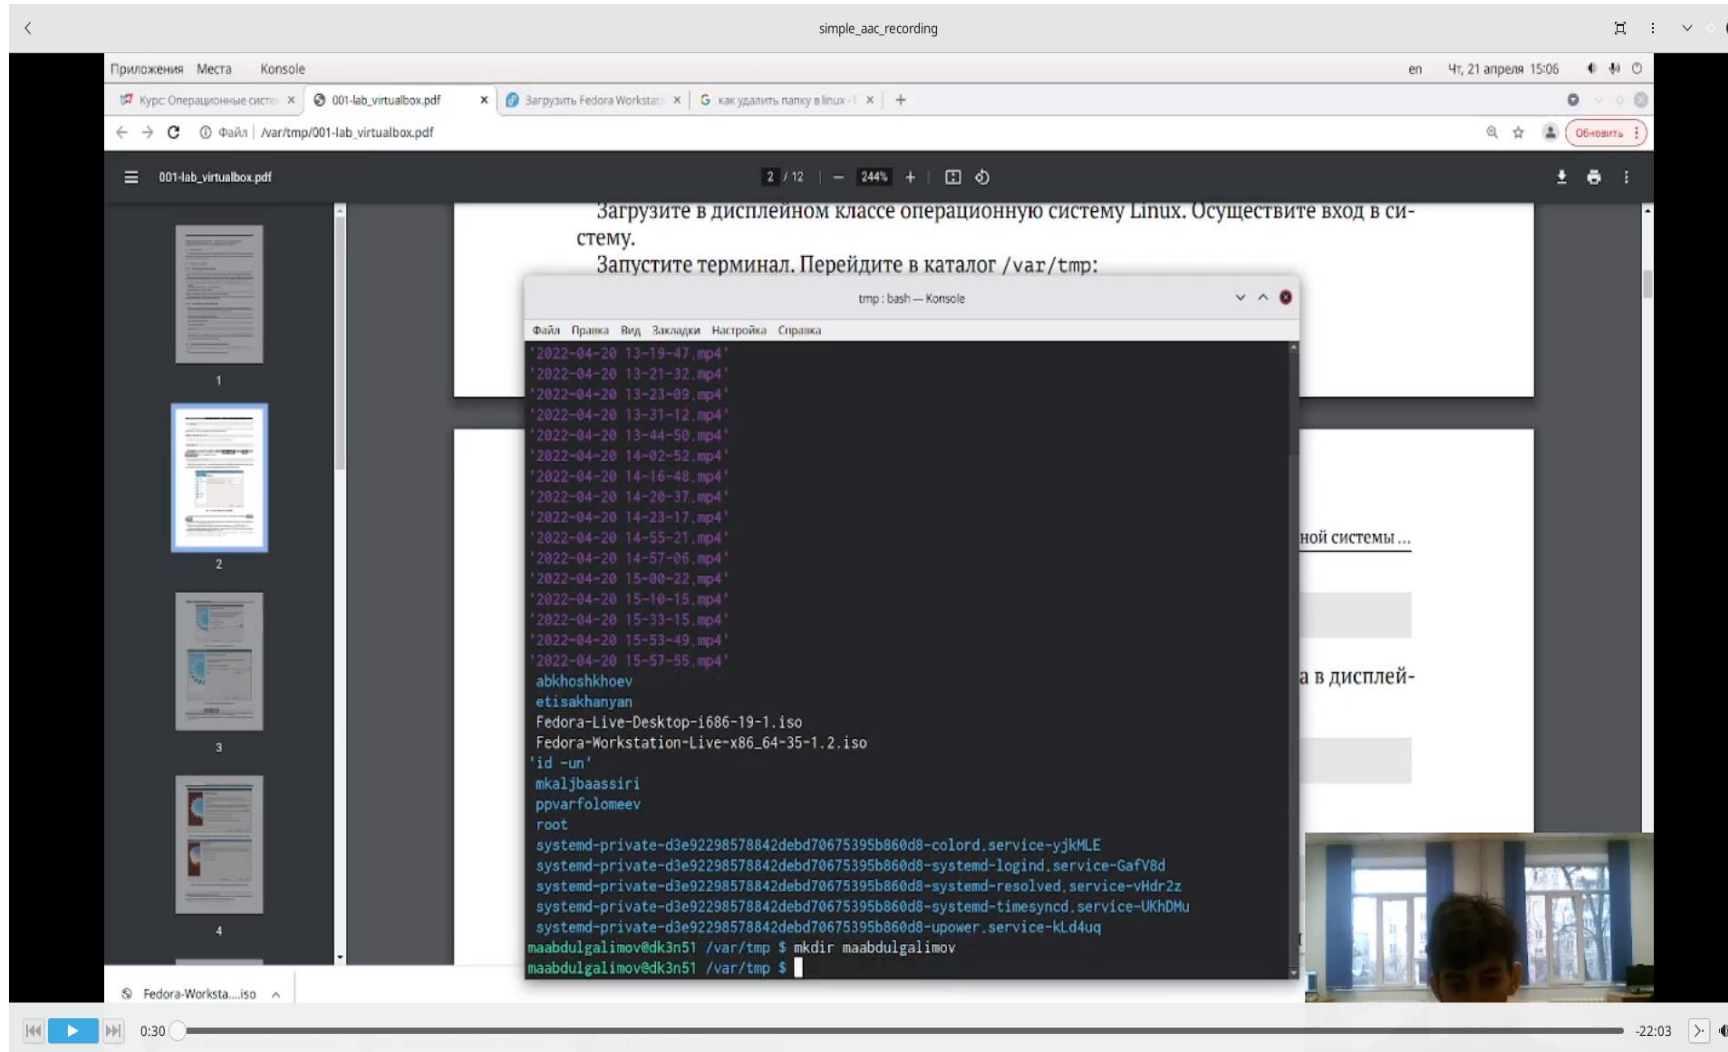 simple_aac_recording
Приложения Места Konsole
en Чт, 21 апреля 15:06
Курс: Операционные систе
001-lab_virtualbox.pdf
Загрузить Fedora Workstati
как удалить папку в linux -
Файл /var/tmp/001-lab_virtualbox.pdf
Обновить
001-lab_virtualbox.pdf
2 / 12 — 244% +
Загрузите в дисплейном классе операционную систему Linux. Осуществите вход в си-
стему.
Запустите терминал. Перейдите в каталог /var/tmp:
tmp : bash — Konsole
Файл Правка Вид Закладки Настройка Справка
'2022-04-20 13-19-47.mp4'
'2022-04-20 13-21-32.mp4'
'2022-04-20 13-23-09.mp4'
'2022-04-20 13-31-12.mp4'
'2022-04-20 13-44-50.mp4'
'2022-04-20 14-02-52.mp4'
'2022-04-20 14-16-48.mp4'
'2022-04-20 14-20-37.mp4'
'2022-04-20 14-23-17.mp4'
'2022-04-20 14-55-21.mp4'
'2022-04-20 14-57-06.mp4'
'2022-04-20 15-00-22.mp4'
'2022-04-20 15-10-15.mp4'
'2022-04-20 15-33-15.mp4'
'2022-04-20 15-53-49.mp4'
'2022-04-20 15-57-55.mp4'
abkhoshkhoev
etisakhanyan
Fedora-Live-Desktop-i686-19-1.iso
Fedora-Workstation-Live-x86_64-35-1.2.iso
'id -un'
mkaljbaassiri
ppvarfolomeev
root
systemd-private-d3e92298578842debd70675395b860d8-colord.service-yjkMLE
systemd-private-d3e92298578842debd70675395b860d8-systemd-logind.service-GafV8d
systemd-private-d3e92298578842debd70675395b860d8-systemd-resolved.service-vHdr2z
systemd-private-d3e92298578842debd70675395b860d8-systemd-timesyncd.service-UKhDMu
systemd-private-d3e92298578842debd70675395b860d8-upower.service-kLd4uq
maabdulgalimov@dk3n51 /var/tmp $ mkdir maabdulgalimov
maabdulgalimov@dk3n51 /var/tmp $
ной системы ...
а в дисплей-
1
2
3
4
Fedora-Worksta....iso
0:30
-22:03